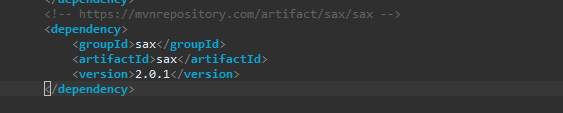 </dependency>
<!-- https://mvnrepository.com/artifact/sax/sax -->
<dependency>
<groupId>sax</groupId>
<artifactId>sax</artifactId>
<version>2.0.1</version>
</dependency>